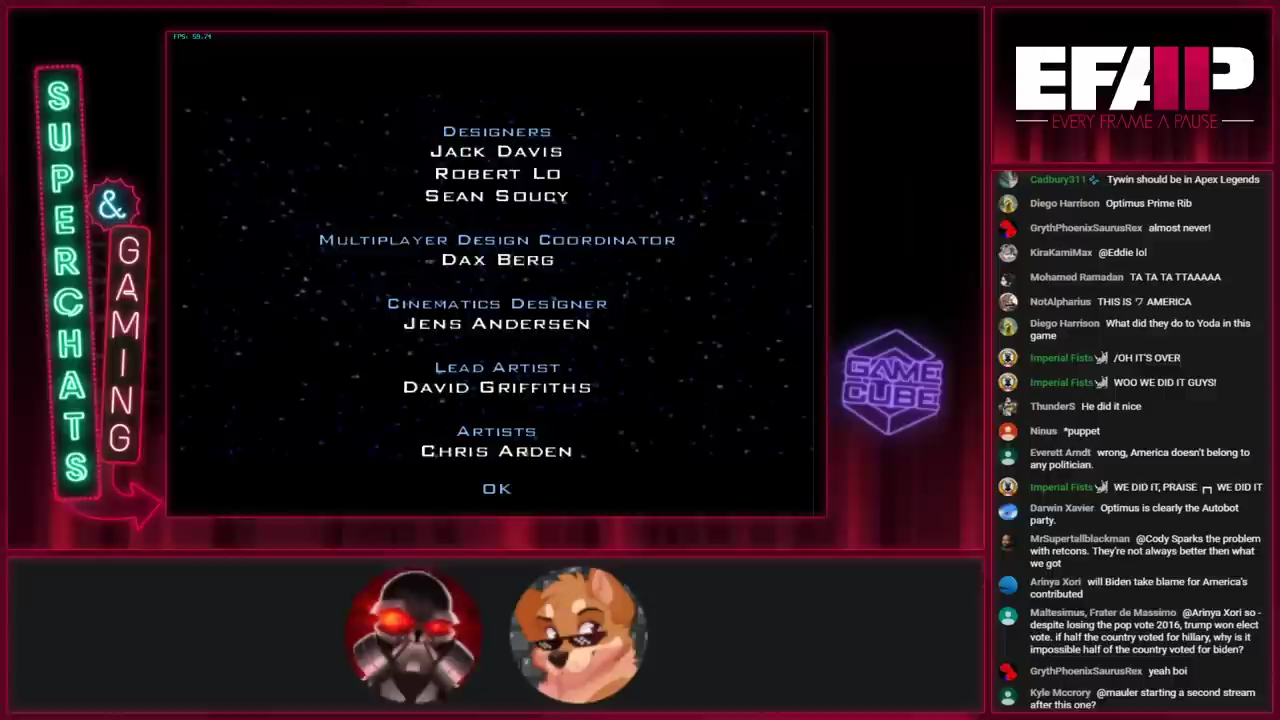 FPS: 59.74
SUPERCHATS
&
GAMING
DESIGNERS
JACK DAVIS
ROBERT LO
SEAN SOUCY
MULTIPLAYER DESIGN COORDINATOR
DAX BERG
CINEMATICS DESIGNER
JENS ANDERSEN
LEAD ARTIST
DAVID GRIFFITHS
ARTISTS
CHRIS ARDEN
OK
GAME
CUBE
EFAP
EVERY FRAME A PAUSE
Cadbury311 Tywin should be in Apex Legends
Diego Harrison Optimus Prime Rib
GrythPhoenixSaurusRex almost never!
KiraKamiMax @Eddie lol
Mohamed Ramadan TA TA TA TTAAAAA
NotAlpharius THIS IS ワ AMERICA
Diego Harrison What did they do to Yoda in this
game
Imperial Fists /OH IT'S OVER
Imperial Fists WOO WE DID IT GUYS!
ThunderS He did it nice
Ninus *puppet
Everett Arndt wrong, America doesn't belong to
any politician.
Imperial Fists WE DID IT, PRAISE ┌┐ WE DID IT
Darwin Xavier Optimus is clearly the Autobot
party.
MrSupertallblackman @Cody Sparks the problem
with retcons. They're not always better then what
we got
Arinya Xori will Biden take blame for America's
contributed
Maltesimus, Frater de Massimo @Arinya Xori so -
despite losing the pop vote 2016, trump won elect
vote. if half the country voted for hillary, why is it
impossible half of the country voted for biden?
GrythPhoenixSaurusRex yeah boi
Kyle Mccrory @mauler starting a second stream
after this one?